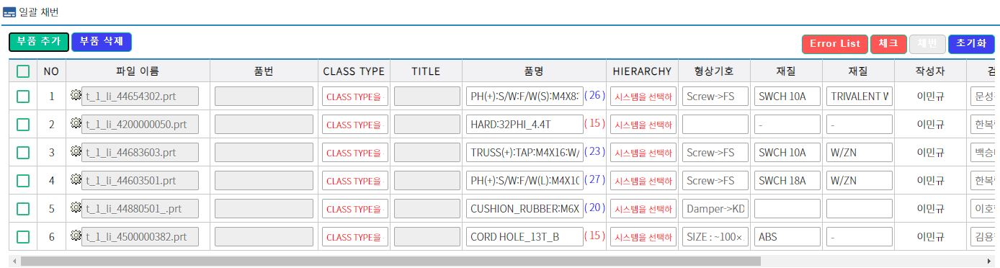 일괄 채번
부품 추가 부품 삭제 Error List 체크 채번 초기화
NO 파일 이름 품번 CLASS TYPE TITLE 품명 HIERARCHY 형상기호 재질 재질 작성자 검
1 t_1_li_44654302.prt CLASS TYPE을 PH(+):S/W:F/W(S):M4X8: ( 26 ) 시스템을 선택하 Screw->FS SWCH 10A TRIVALENT W 이민규 문성
2 t_1_li_4200000050.prt CLASS TYPE을 HARD:32PHI_4.4T ( 15 ) 시스템을 선택하 - - 이민규 한복
3 t_1_li_44683603.prt CLASS TYPE을 TRUSS(+):TAP:M4X16:W/ ( 23 ) 시스템을 선택하 Screw->FS SWCH 10A W/ZN 이민규 백승
4 t_1_li_44603501.prt CLASS TYPE을 PH(+):S/W:F/W(L):M4X10 ( 27 ) 시스템을 선택하 Screw->FS SWCH 18A W/ZN 이민규 한복
5 t_1_li_44880501_.prt CLASS TYPE을 CUSHION_RUBBER:M6X ( 20 ) 시스템을 선택하 Damper->KD 이민규 이호
6 t_1_li_4500000382.prt CLASS TYPE을 CORD HOLE_13T_B ( 15 ) 시스템을 선택하 SIZE : ~100× ABS - 이민규 김용